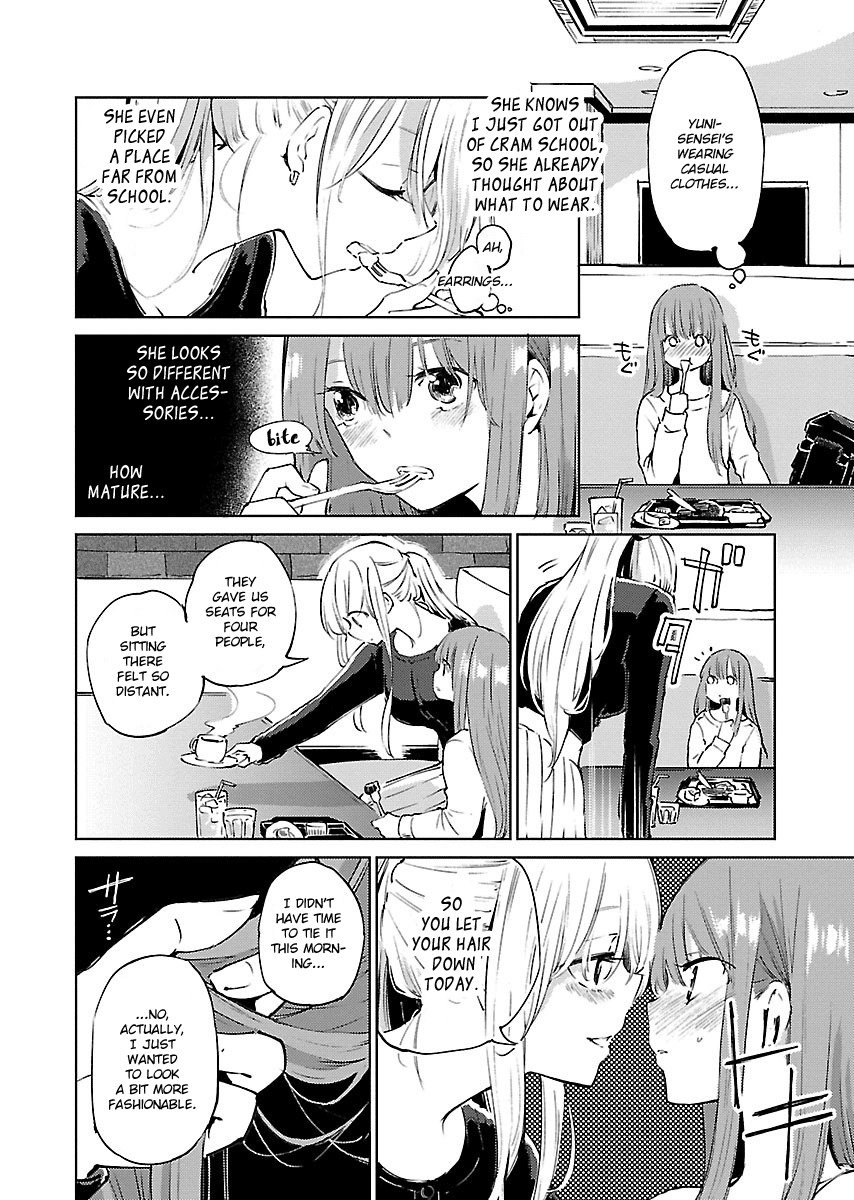 YUNI-
SENSEI'S
WEARING
CASUAL
CLOTHES...
もぐ
もぐ
SHE KNOWS
I JUST GOT OUT
OF CRAM SCHOOL,
SO SHE ALREADY
THOUGHT ABOUT
WHAT TO WEAR.
SHE EVEN
PICKED
A PLACE
FAR FROM
SCHOOL.
AH,
EARRINGS...
SHE LOOKS
SO DIFFERENT
WITH ACCES-
SORIES...
bite
HOW
MATURE...
THEY
GAVE US
SEATS FOR
FOUR
PEOPLE,
BUT
SITTING
THERE
FELT SO
DISTANT.
SO
YOU LET
YOUR HAIR
DOWN
TODAY.
I DIDN'T
HAVE TIME
TO TIE IT
THIS MORN-
ING...
...NO,
ACTUALLY,
I JUST
WANTED
TO LOOK
A BIT MORE
FASHIONABLE.